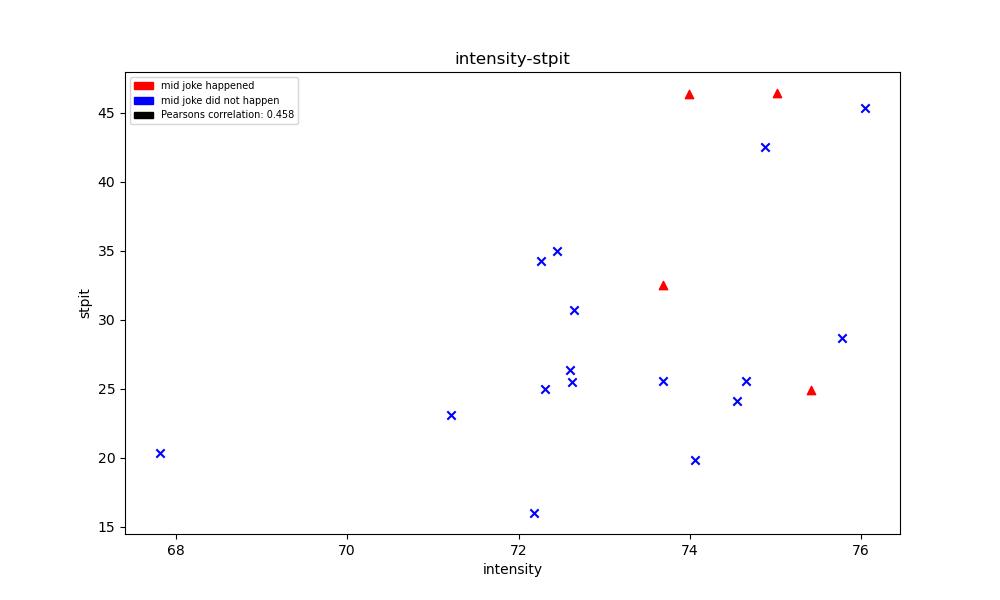 intensity-stpit
mid joke happened
mid joke did not happen
Pearsons correlation: 0.458
45
40
35
30
25
20
15
stpit
68 70 72 74 76
intensity